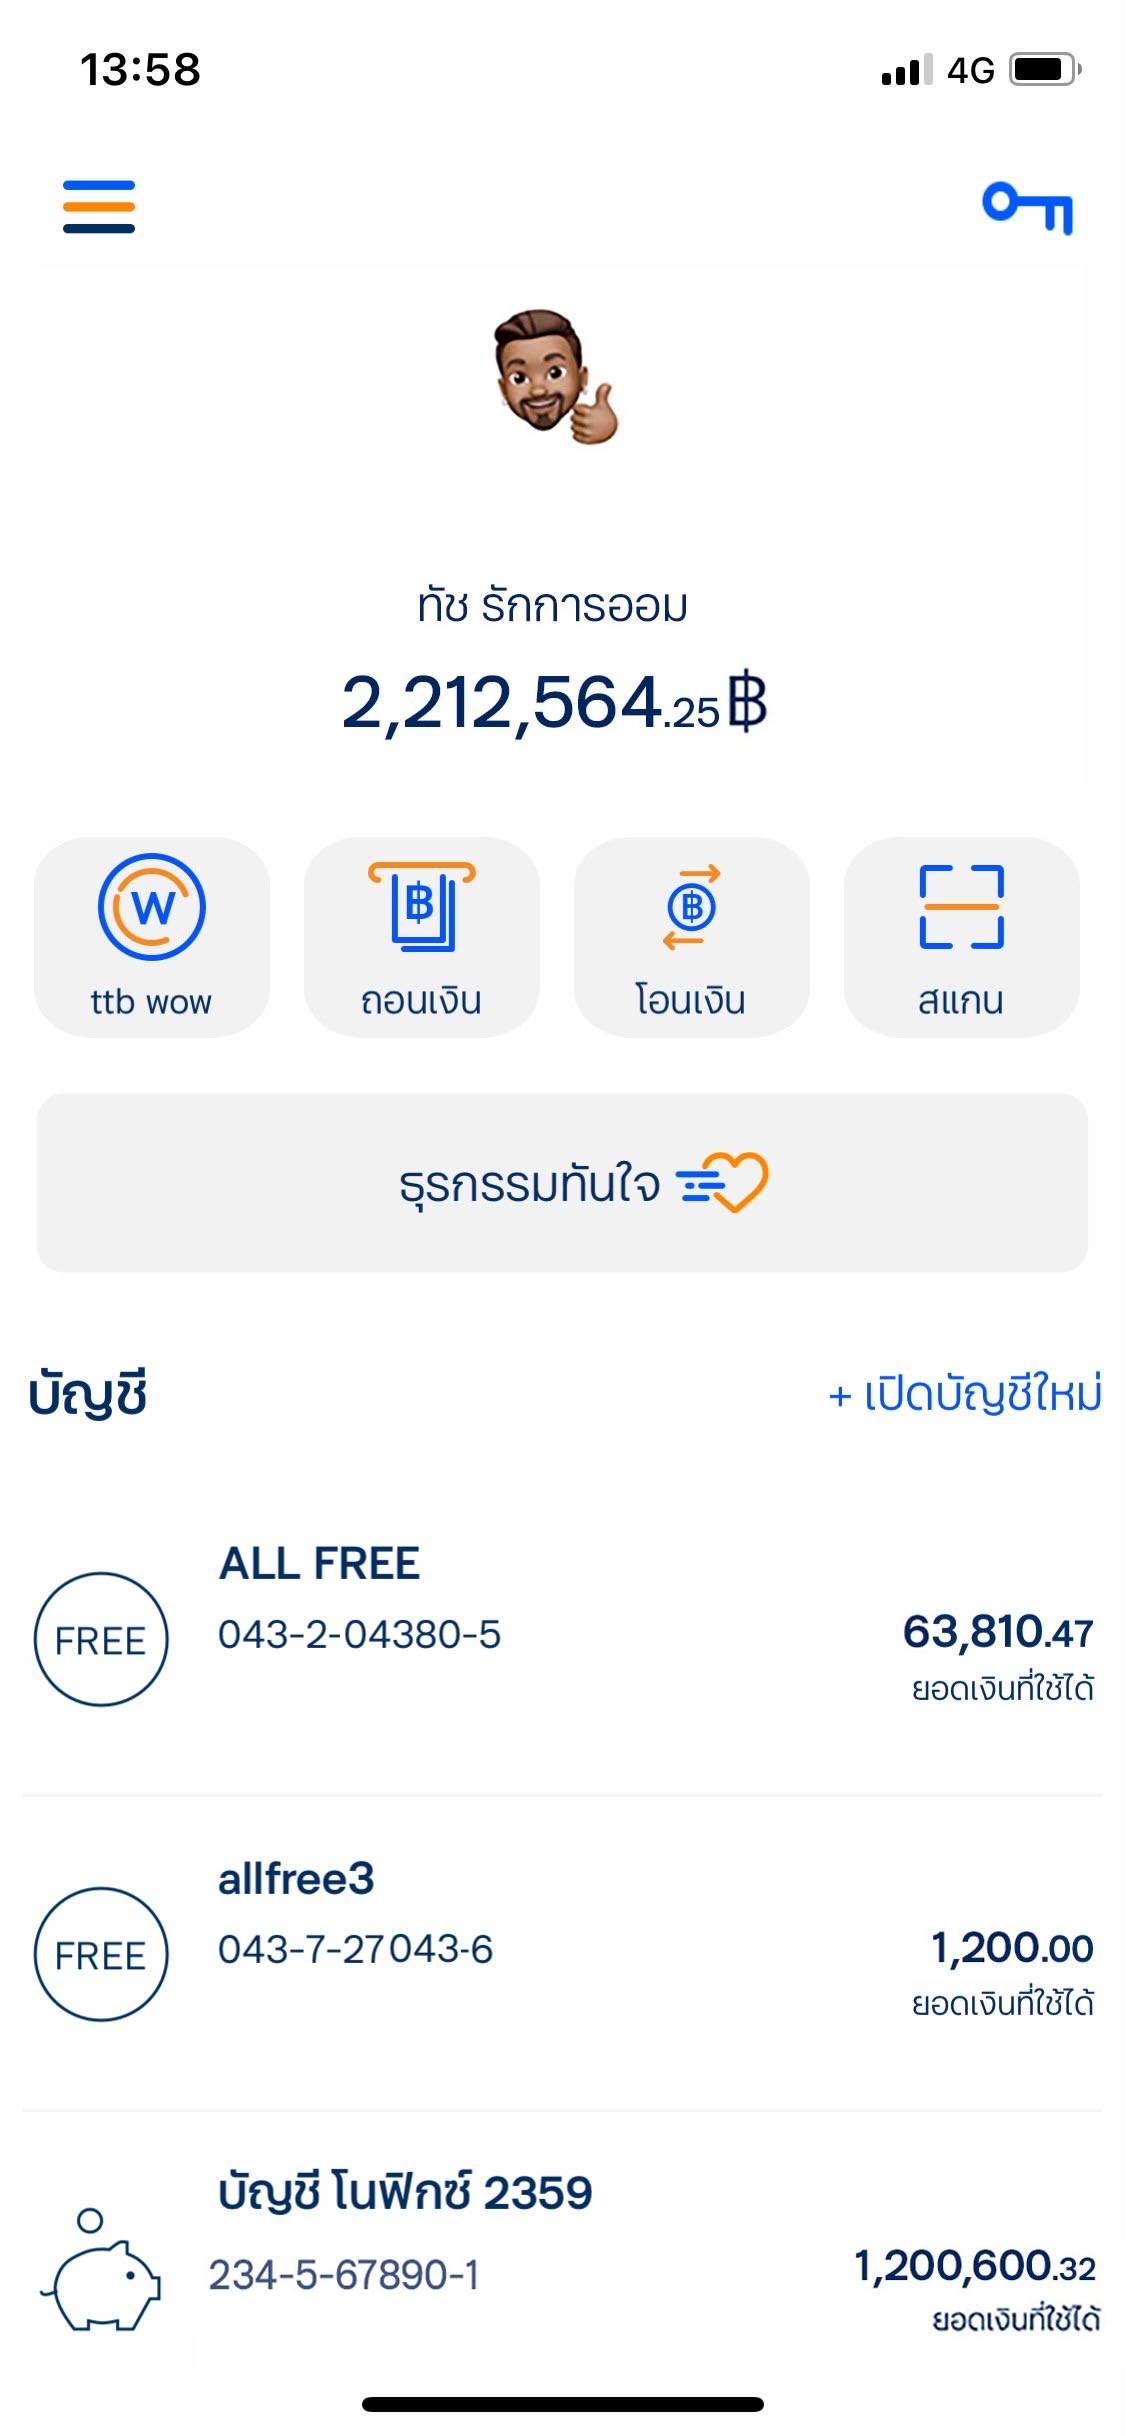 13:58 4G
ทัช รักการออม
2,212,564.25฿
ttb wow ถอนเงิน โอนเงิน สแกน
ธุรกรรมทันใจ
บัญชี + เปิดบัญชีใหม่
ALL FREE
FREE 043-2-04380-5 63,810.47
ยอดเงินที่ใช้ได้
allfree3
FREE 043-7-27043-6 1,200.00
ยอดเงินที่ใช้ได้
บัญชี โนฟิกซ์ 2359
234-5-67890-1 1,200,600.32
ยอดเงินที่ใช้ได้